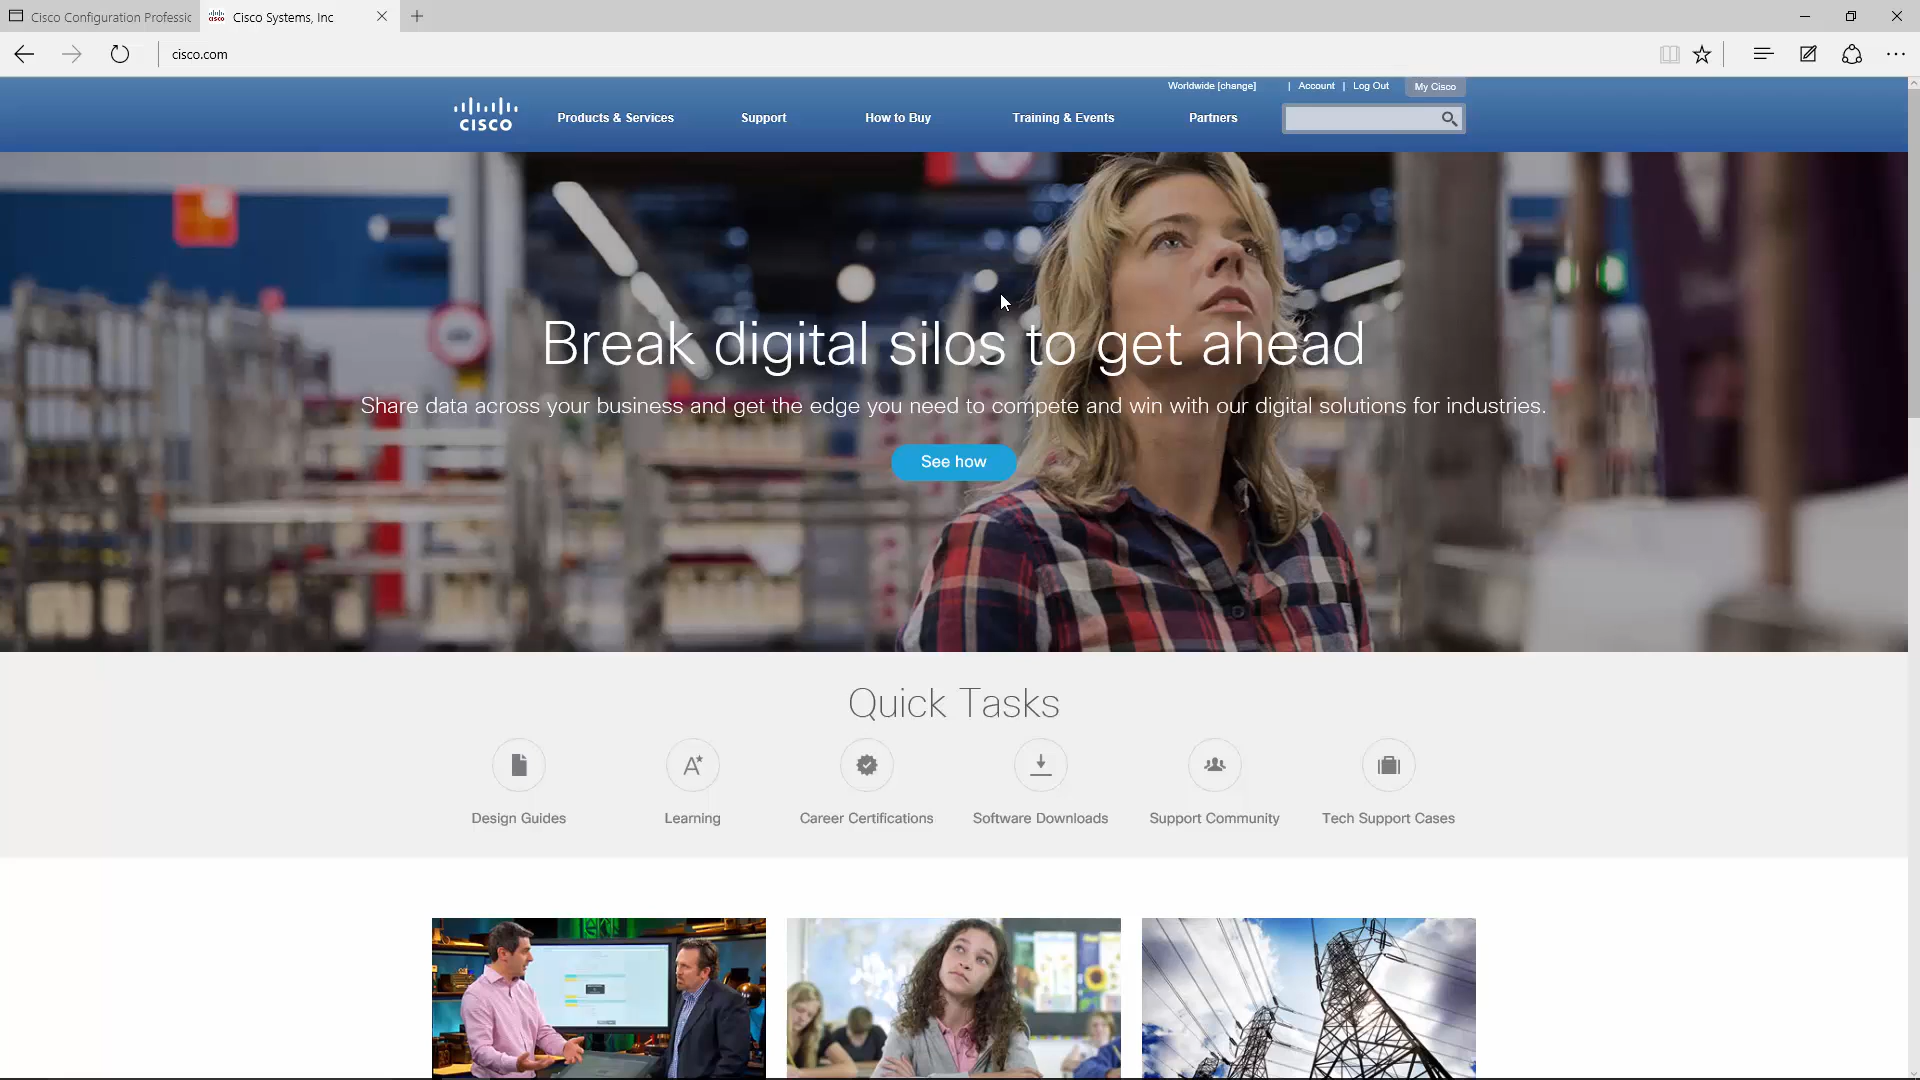 Cisco Configuration Professic
Cisco Systems, Inc
cisco.com
Worldwide [change] | Account | Log Out My Cisco
CISCO
Products & Services Support How to Buy Training & Events Partners
Break digital silos to get ahead
Share data across your business and get the edge you need to compete and win with our digital solutions for industries.
See how
Quick Tasks
Design Guides Learning Career Certifications Software Downloads Support Community Tech Support Cases